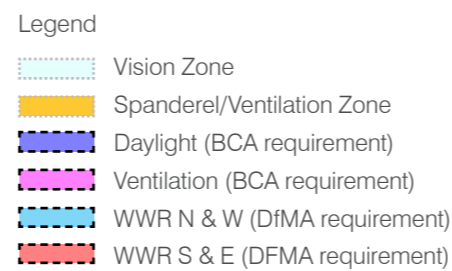 Legend
Vision Zone
Spanderel/Ventilation Zone
Daylight (BCA requirement)
Ventilation (BCA requirement)
WWR N & W (DfMA requirement)
WWR S & E (DFMA requirement)